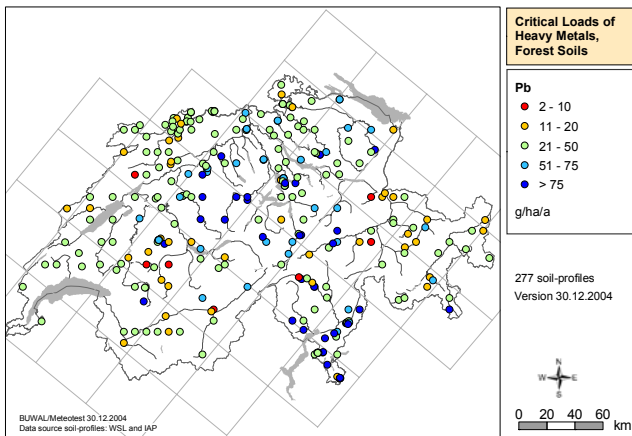 Critical Loads of
Heavy Metals,
Forest Soils
Pb
2 - 10
11 - 20
21 - 50
51 - 75
> 75
g/ha/a
277 soil-profiles
Version 30.12.2004
N
W E
S
0 20 40 60
km
BUWAL/Meteotest 30.12.2004
Data source soil-profiles: WSL and IAP